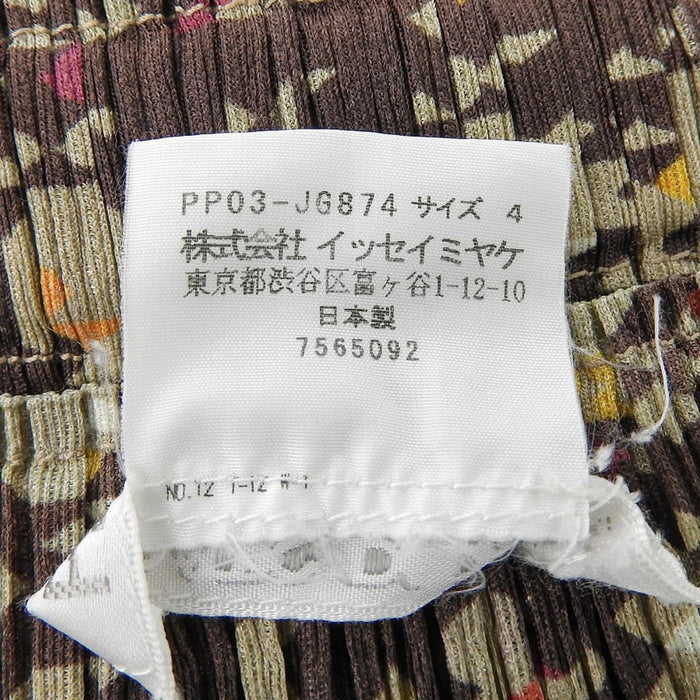 PP03-JG874 サイズ 4
株式会社 イッセイミヤケ
東京都渋谷区富ヶ谷1-12-10
日本製
7565092
NO.12 T-12 W-1